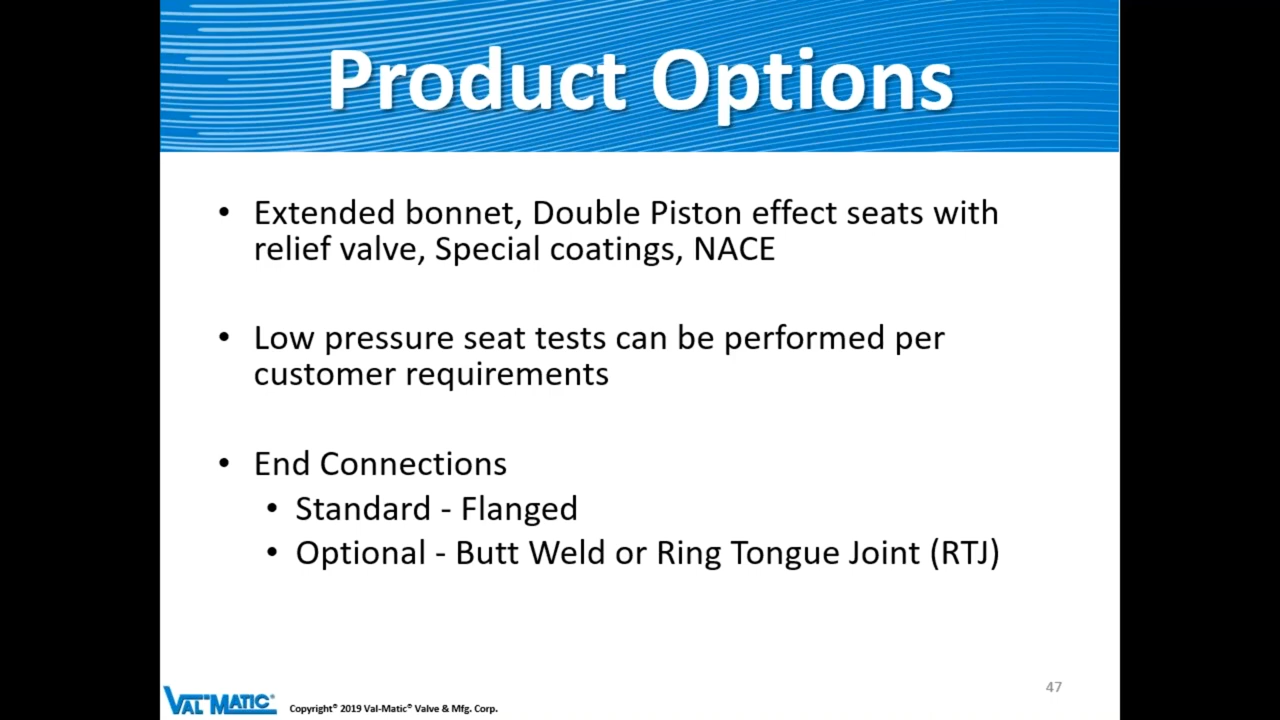 Product Options
• Extended bonnet, Double Piston effect seats with
relief valve, Special coatings, NACE
• Low pressure seat tests can be performed per
customer requirements
• End Connections
• Standard - Flanged
• Optional - Butt Weld or Ring Tongue Joint (RTJ)
47
VAL-MATIC®
Copyright® 2019 Val-Matic® Valve & Mfg. Corp.